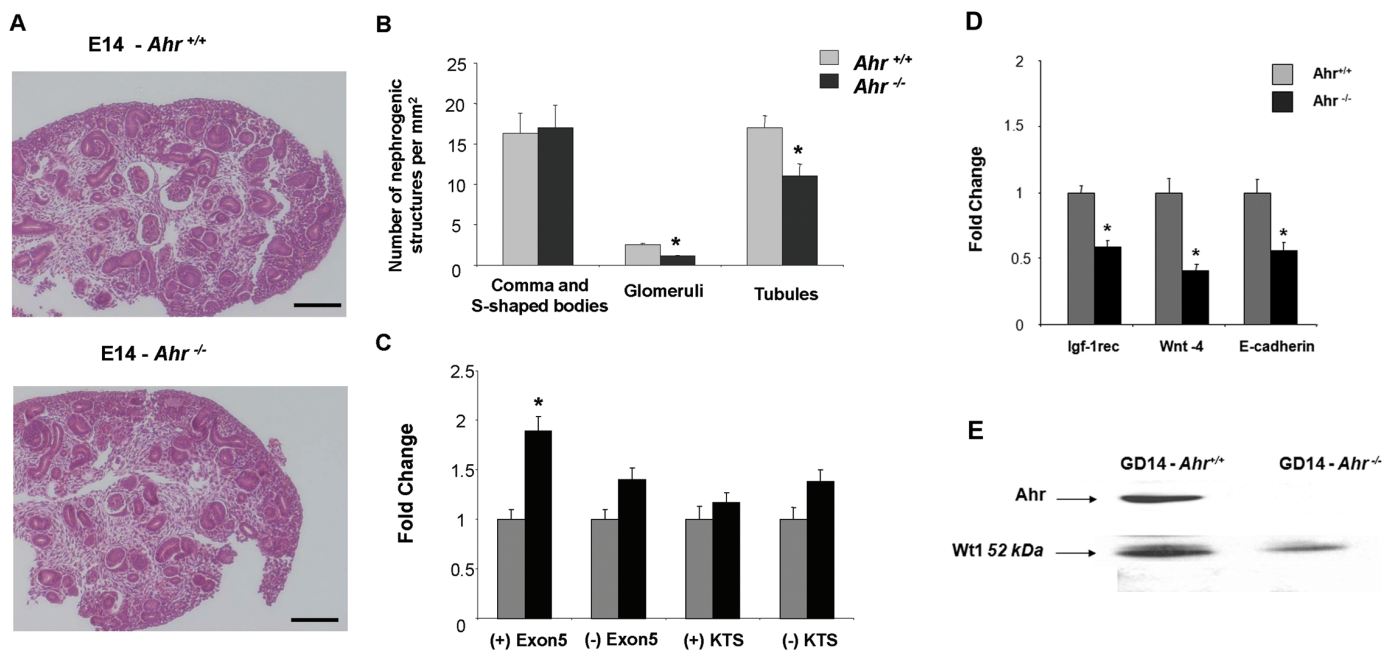 A
E14 - Ahr +/+
E14 - Ahr -/-
B
Number of nephrogenic
structures per mm2
25
20
15
10
5
0
Ahr +/+
Ahr -/-
*
*
Comma and
S-shaped bodies
Glomeruli
Tubules
C
Fold Change
2.5
2
1.5
1
0.5
0
*
(+) Exon5
(-) Exon5
(+) KTS
(-) KTS
D
Fold Change
2
1.5
1
0.5
0
Ahr+/+
Ahr -/-
*
*
*
Igf-1rec
Wnt -4
E-cadherin
E
GD14 - Ahr+/+
GD14 - Ahr-/-
Ahr
Wt1 52 kDa